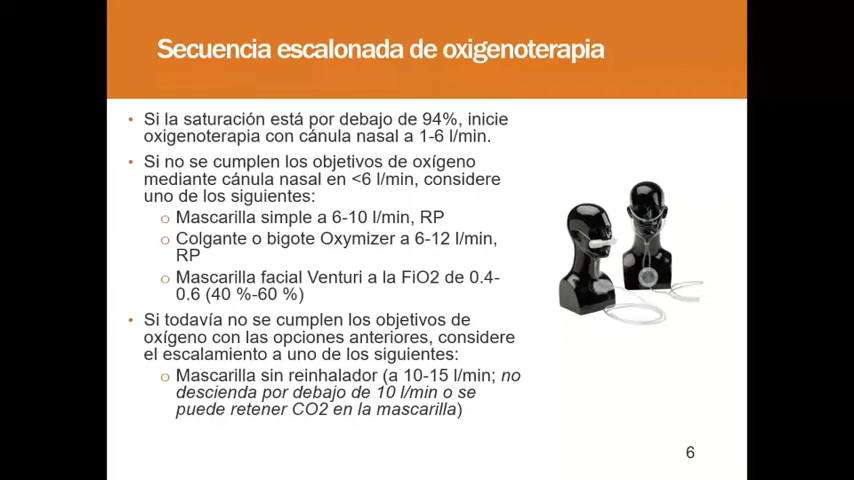 Secuencia escalonada de oxigenoterapia
• Si la saturación está por debajo de 94%, inicie
oxigenoterapia con cánula nasal a 1-6 l/min.
• Si no se cumplen los objetivos de oxígeno
mediante cánula nasal en <6 l/min, considere
uno de los siguientes:
o Mascarilla simple a 6-10 l/min, RP
o Colgante o bigote Oxymizer a 6-12 l/min,
RP
o Mascarilla facial Venturi a la FiO2 de 0.4-
0.6 (40 %-60 %)
• Si todavía no se cumplen los objetivos de
oxígeno con las opciones anteriores, considere
el escalamiento a uno de los siguientes:
o Mascarilla sin reinhalador (a 10-15 l/min; no
descienda por debajo de 10 l/min o se
puede retener CO2 en la mascarilla)
6